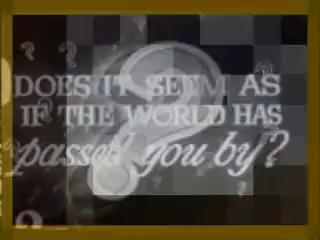 DOES IT SEEM AS
IF THE WORLD HAS
passed you by?